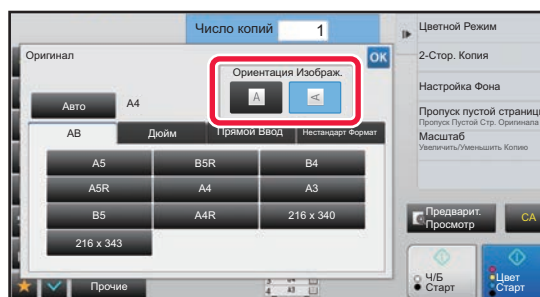 Число копий 1
Оригинал
OK
Ориентация Изображ.
A A
Авто A4
AB Дюйм Прямой Ввод Нестандарт Формат
A5 B5R B4
A5R A4 A3
B5 A4R 216 x 340
216 x 343
Прочие
Цветной Режим
2-Стор. Копия
Настройка Фона
Пропуск пустой страницы
Пропуск Пустой Стр. Оригинала
Масштаб
Увеличить/Уменьшить Копию
Предварит.
Просмотр
CA
Ч/Б
Старт
Цвет
Старт